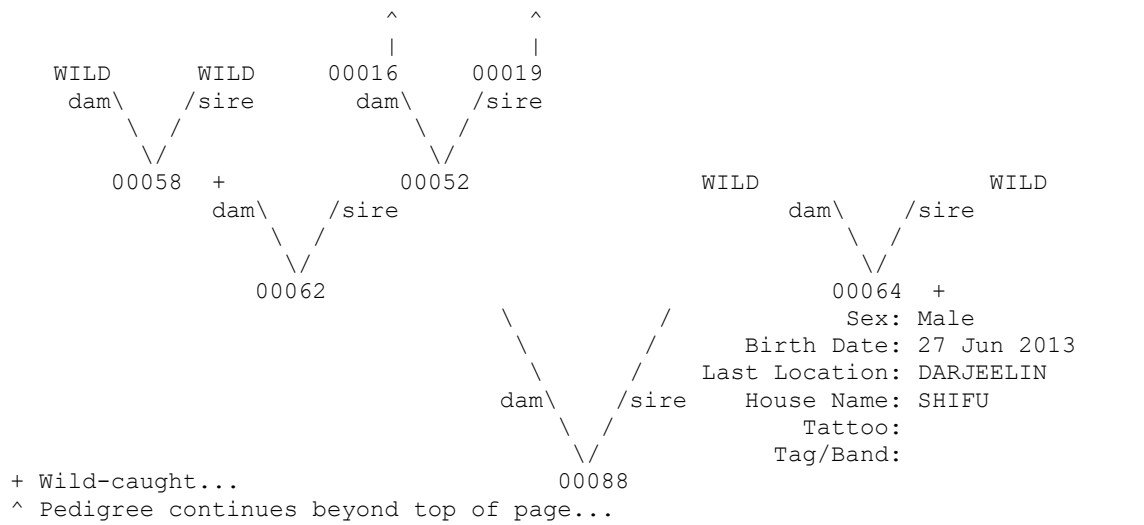 ^ ^
| |
WILD WILD 00016 00019
dam\ /sire dam\ /sire
\ / \ /
\/ \/
00058 + 00052 WILD WILD
dam\ /sire dam\ /sire
\ / \ /
\/ \/
00062 00064 +
\ / Sex: Male
\ / Birth Date: 27 Jun 2013
\ / Last Location: DARJEELIN
dam\ /sire House Name: SHIFU
\ / Tattoo:
\/ Tag/Band:
+ Wild-caught... 00088
^ Pedigree continues beyond top of page...